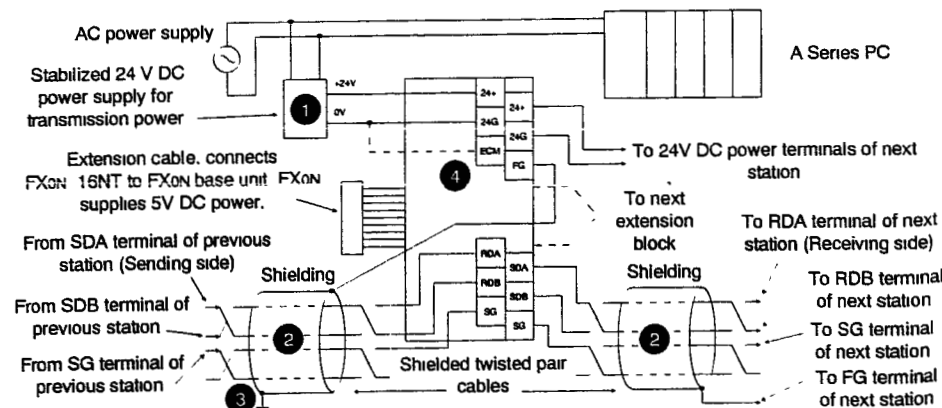 AC power supply
A Series PC
Stabilized 24 V DC
power supply for
transmission power
1
+24V
0V
24+
24G
ECM
24+
24G
FG
4
To 24V DC power terminals of next
station
Extension cable, connects
FX0N 16NT to FX0N base unit FX0N
supplies 5V DC power.
To next
extension
block
From SDA terminal of previous
station (Sending side)
To RDA terminal of next
station (Receiving side)
Shielding
RDA
RDB
SG
SDA
SDB
SG
Shielding
To RDB terminal
of next station
From SDB terminal of
previous station
2
2
To SG terminal
of next station
From SG terminal of
previous station
Shielded twisted pair
cables
To FG terminal
of next station
3